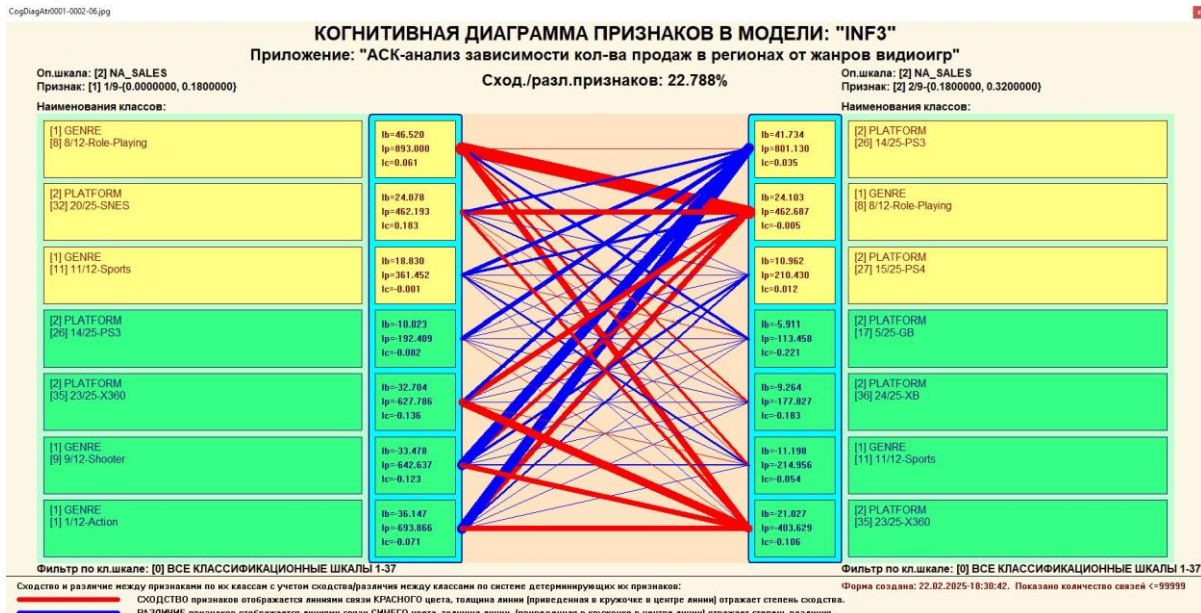 CogDiagAtr0001-0002-06.jpg
КОГНИТИВНАЯ ДИАГРАММА ПРИЗНАКОВ В МОДЕЛИ: "INF3"
Приложение: "АСК-анализ зависимости кол-ва продаж в регионах от жанров видиоигр"
Оп.шкала: [2] NA_SALES
Признак: [1] 1/9-{0.0000000, 0.1800000}
Наименования классов:
Сход./разл.признаков: 22.788%
Оп.шкала: [2] NA_SALES
Признак: [2] 2/9-{0.1800000, 0.3200000}
Наименования классов:
[1] GENRE
[8] 8/12-Role-Playing
Ib=46.520
Ip=893.000
Ic=0.061
Ib=41.734
Ip=801.130
Ic=0.035
[2] PLATFORM
[26] 14/25-PS3
[2] PLATFORM
[32] 20/25-SNES
Ib=24.078
Ip=462.193
Ic=0.183
Ib=24.103
Ip=462.687
Ic=-0.005
[1] GENRE
[8] 8/12-Role-Playing
[1] GENRE
[11] 11/12-Sports
Ib=18.830
Ip=361.452
Ic=-0.001
Ib=10.962
Ip=210.430
Ic=0.012
[2] PLATFORM
[27] 15/25-PS4
[2] PLATFORM
[26] 14/25-PS3
Ib=-10.023
Ip=-192.409
Ic=-0.082
Ib=-5.911
Ip=-113.458
Ic=-0.221
[2] PLATFORM
[17] 5/25-GB
[2] PLATFORM
[35] 23/25-X360
Ib=-32.704
Ip=-627.786
Ic=-0.136
Ib=-9.264
Ip=-177.827
Ic=-0.183
[2] PLATFORM
[36] 24/25-XB
[1] GENRE
[9] 9/12-Shooter
Ib=-33.478
Ip=-642.637
Ic=-0.123
Ib=-11.198
Ip=-214.956
Ic=-0.054
[1] GENRE
[11] 11/12-Sports
[1] GENRE
[1] 1/12-Action
Ib=-36.147
Ip=-693.866
Ic=-0.071
Ib=-21.027
Ip=-403.629
Ic=-0.106
[2] PLATFORM
[35] 23/25-X360
Фильтр по кл.шкале: [0] ВСЕ КЛАССИФИКАЦИОННЫЕ ШКАЛЫ 1-37
Фильтр по кл.шкале: [0] ВСЕ КЛАССИФИКАЦИОННЫЕ ШКАЛЫ 1-37
Сходство и различие между признаками по их классам с учетом сходства/различия между классами по системе детерминирующих их признаков:
Форма создана: 22.02.2025-18:30:42. Показано количество связей <=99999
СХОДСТВО признаков отображается линиями связи КРАСНОГО цвета, толщина линии (приведенная в кружочке в центре линии) отражает степень сходства.
РАЗЛИЧИЕ признаков отображается линиями связи СИНЕГО цвета, толщина линии (приведенная в кружочке в центре линии) отражает степень различия.